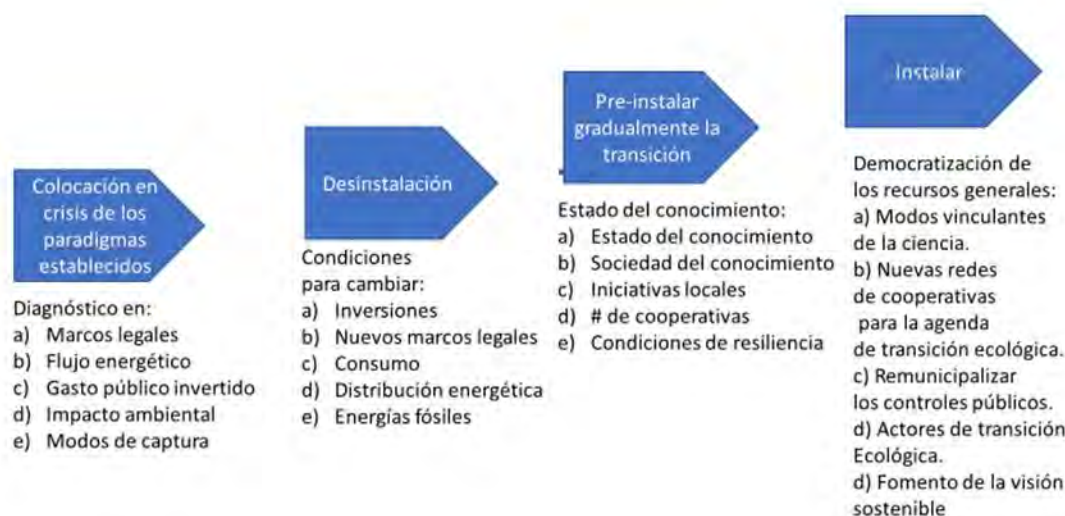 Colocación en
crisis de los
paradigmas
establecidos
Diagnóstico en:
a) Marcos legales
b) Flujo energético
c) Gasto público invertido
d) Impacto ambiental
e) Modos de captura
Desinstalación
Condiciones
para cambiar:
a) Inversiones
b) Nuevos marcos legales
c) Consumo
d) Distribución energética
e) Energías fósiles
Pre-instalar
gradualmente la
transición
Estado del conocimiento:
a) Estado del conocimiento
b) Sociedad del conocimiento
c) Iniciativas locales
d) # de cooperativas
e) Condiciones de resiliencia
Instalar
Democratización de
los recursos generales:
a) Modos vinculantes
de la ciencia.
b) Nuevas redes
de cooperativas
para la agenda
de transición ecológica.
c) Remunicipalizar
los controles públicos.
d) Actores de transición
Ecológica.
d) Fomento de la visión
sostenible